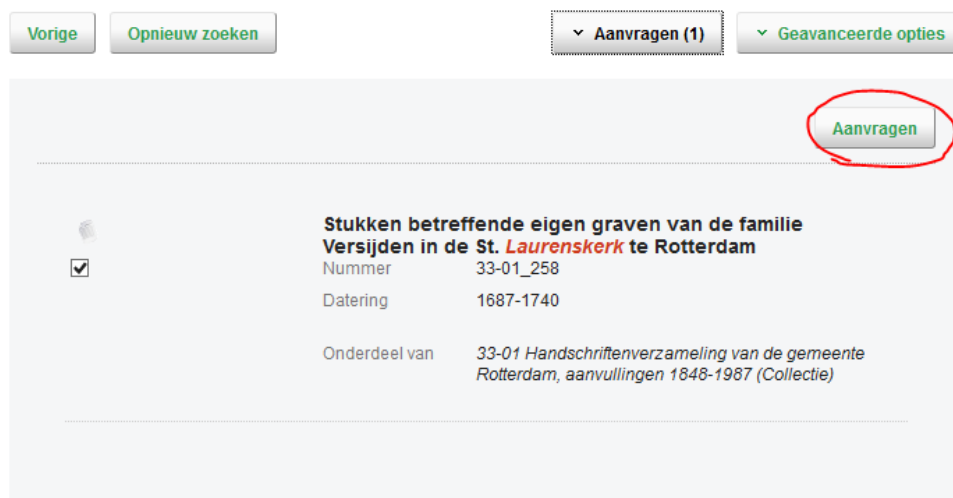 Vorige Opnieuw zoeken Aanvragen (1) Geavanceerde opties
Aanvragen
Stukken betreffende eigen graven van de familie
Versijden in de St. Laurenskerk te Rotterdam
Nummer 33-01_258
Datering 1687-1740
Onderdeel van 33-01 Handschriftenverzameling van de gemeente
Rotterdam, aanvullingen 1848-1987 (Collectie)